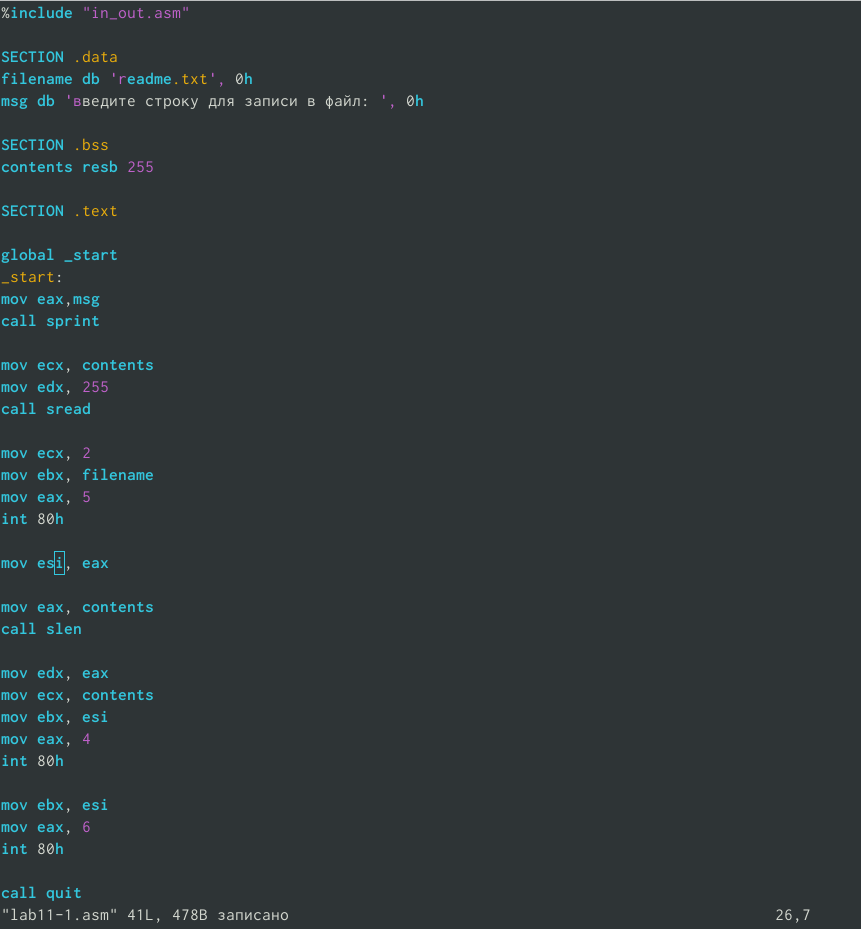 %include "in_out.asm"
SECTION .data
filename db 'readme.txt', 0h
msg db 'введите строку для записи в файл: ', 0h
SECTION .bss
contents resb 255
SECTION .text
global _start
_start:
mov eax,msg
call sprint
mov ecx, contents
mov edx, 255
call sread
mov ecx, 2
mov ebx, filename
mov eax, 5
int 80h
mov esi, eax
mov eax, contents
call slen
mov edx, eax
mov ecx, contents
mov ebx, esi
mov eax, 4
int 80h
mov ebx, esi
mov eax, 6
int 80h
call quit
"lab11-1.asm" 41L, 478B записано 26,7